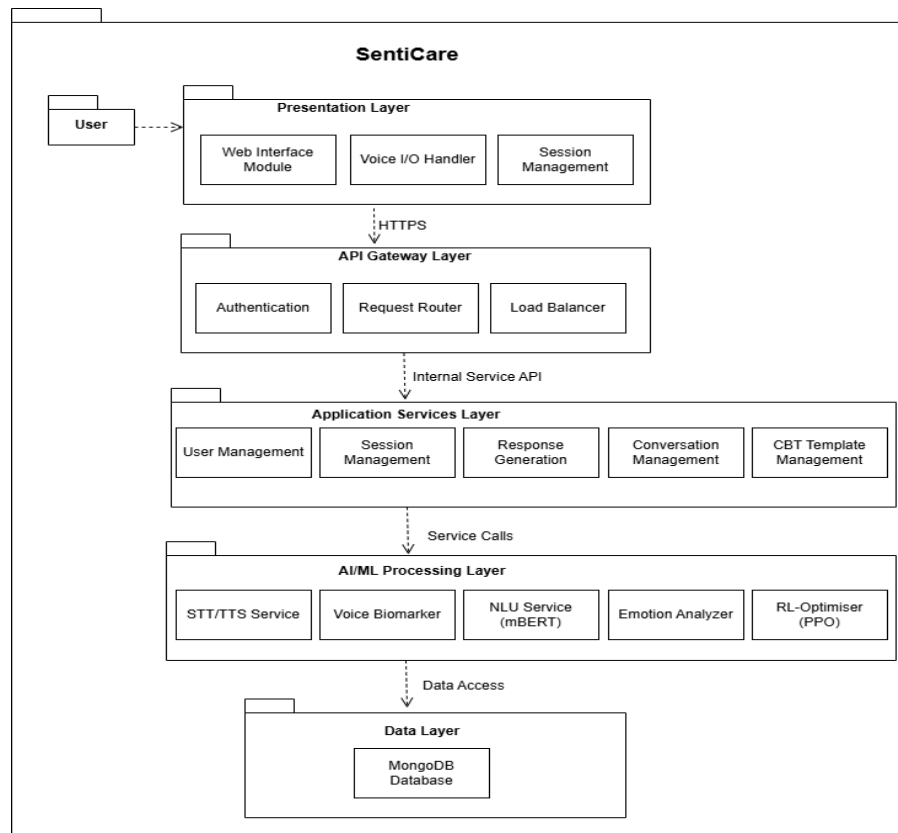 SentiCare
User
Presentation Layer
Web Interface
Module
Voice I/O Handler
Session
Management
HTTPS
API Gateway Layer
Authentication
Request Router
Load Balancer
Internal Service API
Application Services Layer
User Management
Session
Management
Response
Generation
Conversation
Management
CBT Template
Management
Service Calls
AI/ML Processing Layer
STT/TTS Service
Voice Biomarker
NLU Service
(mBERT)
Emotion Analyzer
RL-Optimiser
(PPO)
Data Access
Data Layer
MongoDB
Database